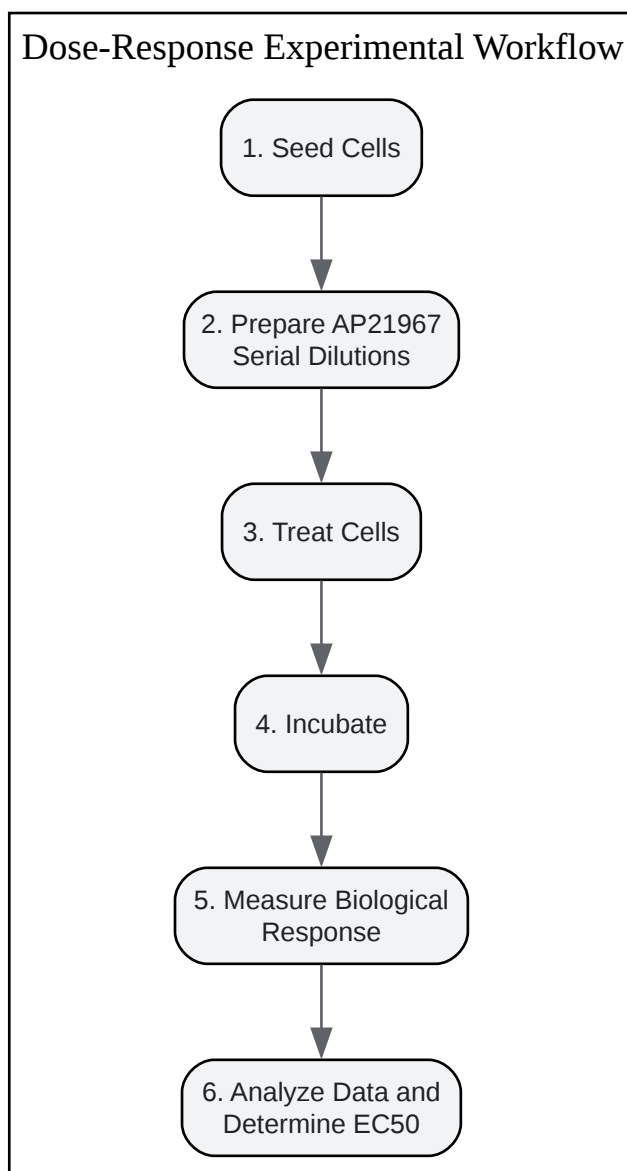 Dose-Response Experimental Workflow
1. Seed Cells
2. Prepare AP21967
Serial Dilutions
3. Treat Cells
4. Incubate
5. Measure Biological
Response
6. Analyze Data and
Determine EC50